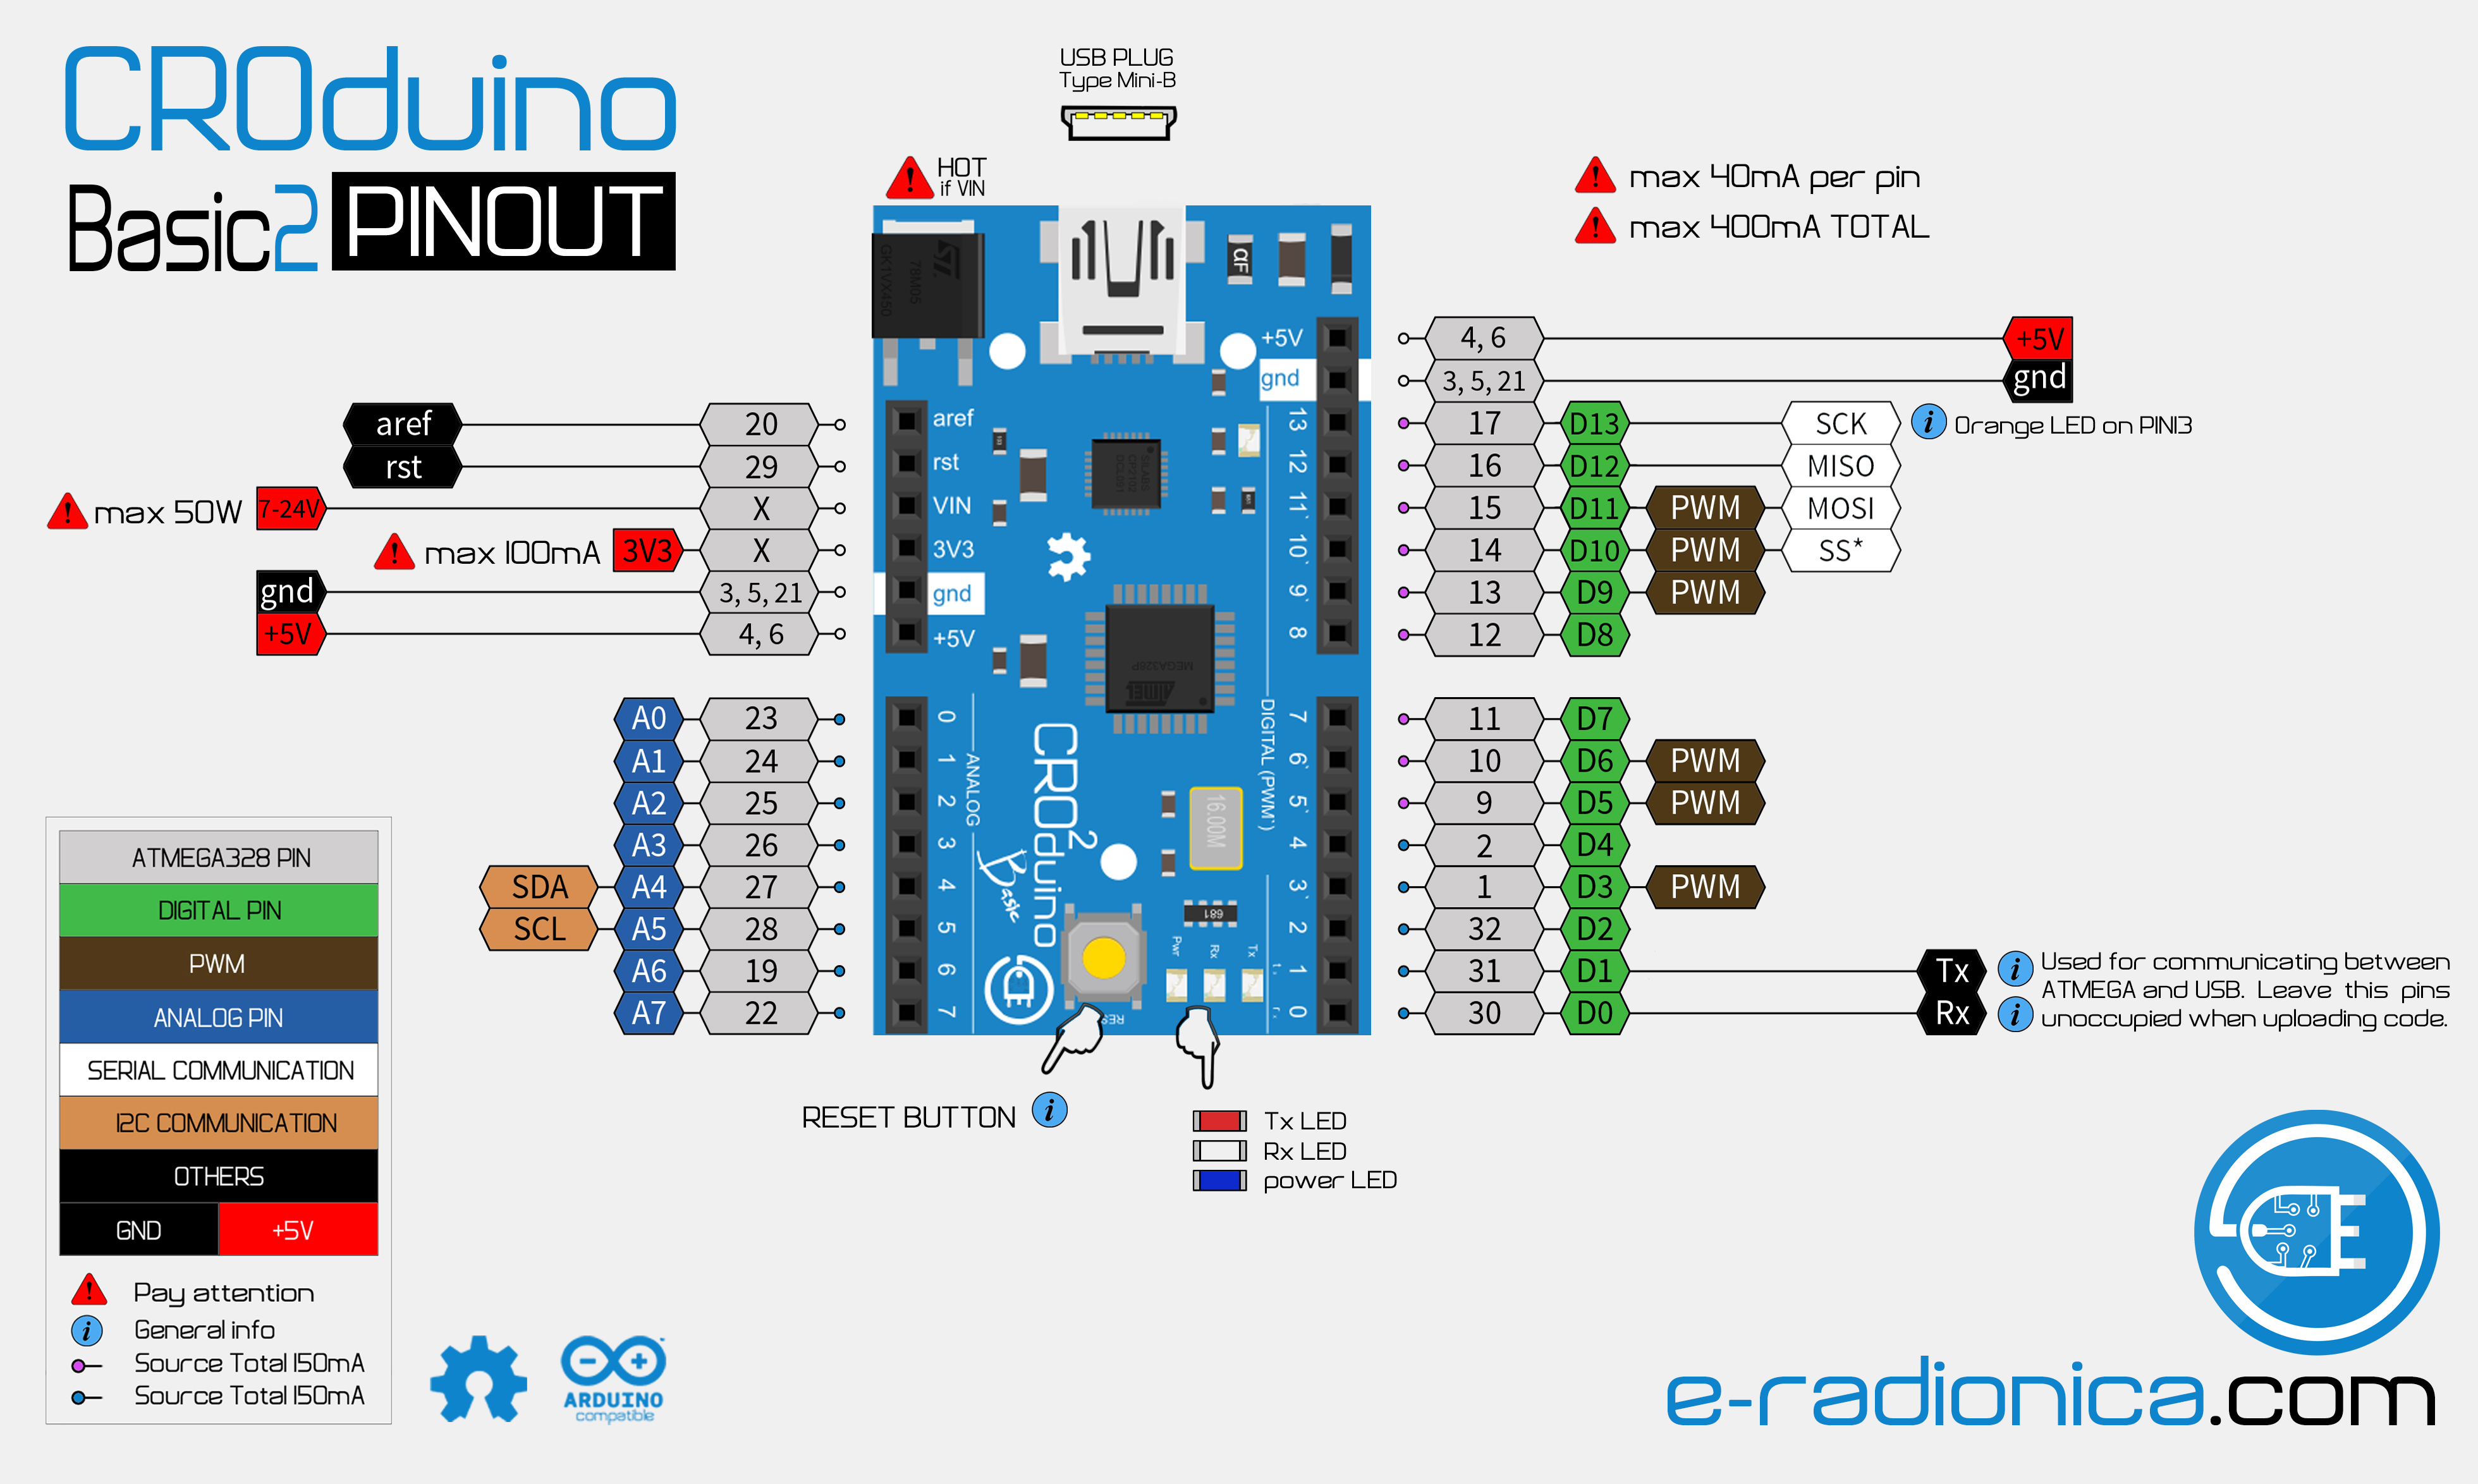 CROduino
Basic2 PINOUT
USB PLUG
Type Mini-B
HOT
if VIN
max 40mA per pin
max 400mA TOTAL
aref 20
rst 29
max 50W 7-24V X
max 100mA 3V3 X
gnd 3, 5, 21
+5V 4, 6
A0 23
A1 24
A2 25
A3 26
SDA A4 27
SCL A5 28
A6 19
A7 22
78M05
αF
+5V
gnd
aref
rst
VIN
3V3
gnd
+5V
13
12
11`
10`
9`
8
MEGA328P
ATMEL
0
1
2
3
4
5
6
7
ANALOG
CROduino2
Basic
16.00M
DIGITAL (PWM`)
7
6`
5`
4
3`
2
1
0
681
Pwr
Rx
Tx
4, 6 +5V
3, 5, 21 gnd
17 D13 SCK Orange LED on PIN13
16 D12 MISO
15 D11 PWM MOSI
14 D10 PWM SS*
13 D9 PWM
12 D8
11 D7
10 D6 PWM
9 D5 PWM
2 D4
1 D3 PWM
32 D2
31 D1 Tx
30 D0 Rx
Used for communicating between
ATMEGA and USB. Leave this pins
unoccupied when uploading code.
RESET BUTTON
Tx LED
Rx LED
power LED
ATMEGA328 PIN
DIGITAL PIN
PWM
ANALOG PIN
SERIAL COMMUNICATION
I2C COMMUNICATION
OTHERS
GND +5V
Pay attention
General info
Source Total 150mA
Source Total 150mA
ARDUINO
compatible
e-radionica.com